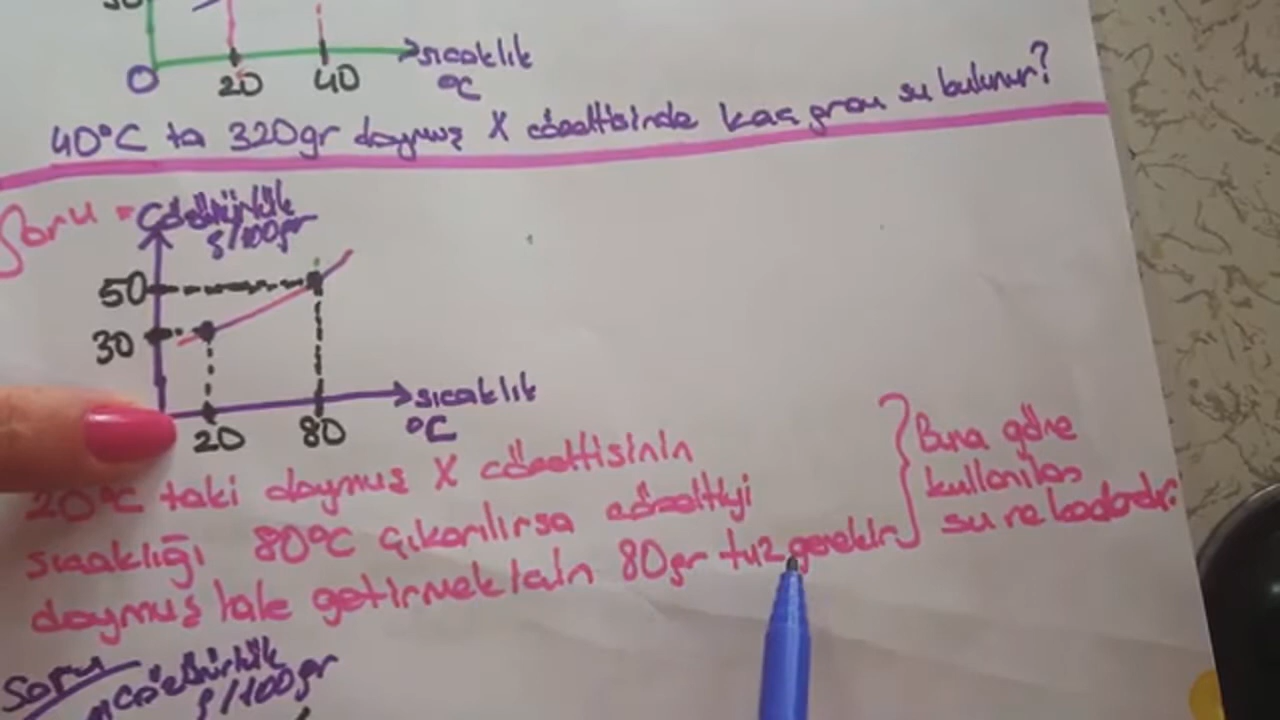 0
20
40
sıcaklık
°C
40°C ta 320gr doymuş X çözeltisinde kaç gram su bulunur?
Soru = Çözünürlük
g/100gr
50
30
20
80
sıcaklık
°C
20°C taki doymuş X çözeltisinin
sıcaklığı 80°C çıkarılırsa çözeltiyi
doymuş hale getirmek için 80gr tuz gerekir
Buna göre
kullanılan
su ne kadardır?
Soru
Çözünürlük
g/100gr